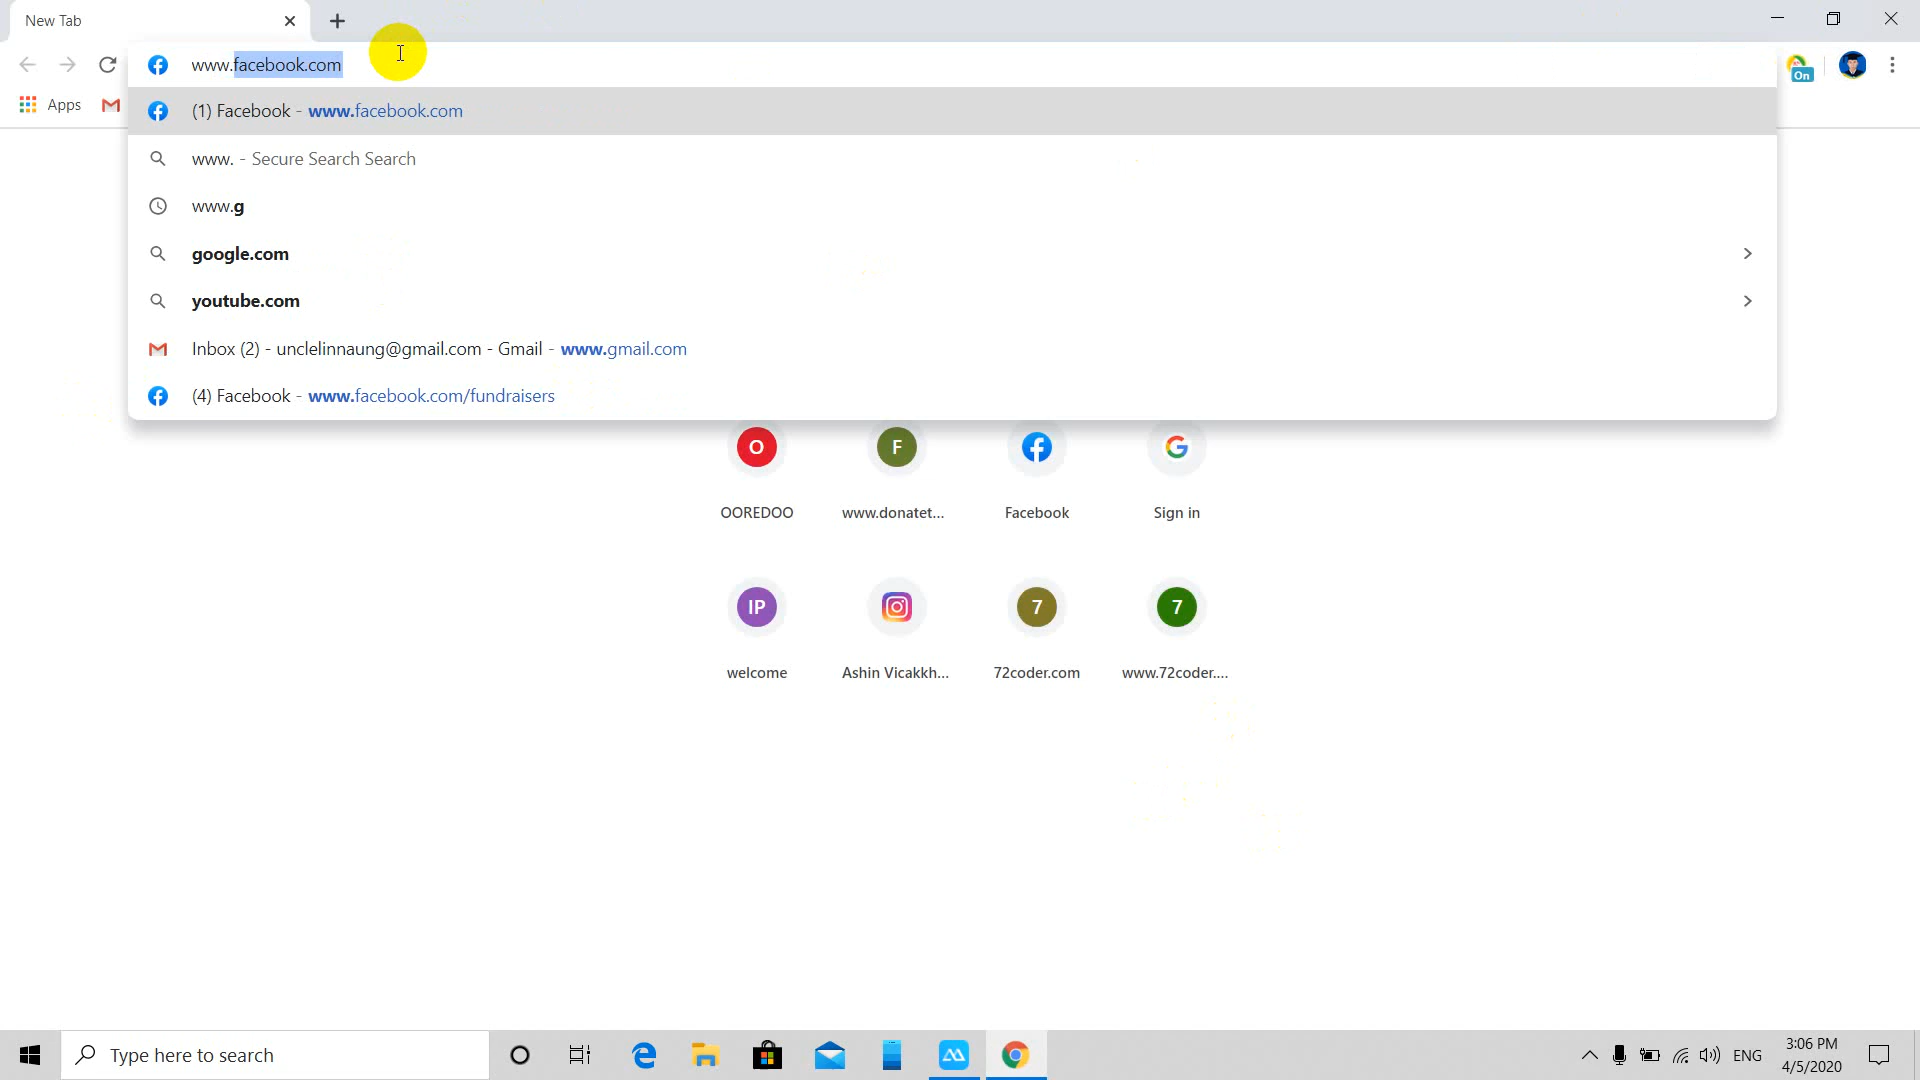 New Tab
www.facebook.com
On
Apps
(1) Facebook - www.facebook.com
www. - Secure Search Search
www.g
google.com
youtube.com
Inbox (2) - unclelinnaung@gmail.com - Gmail - www.gmail.com
(4) Facebook - www.facebook.com/fundraisers
O F
OOREDOO www.donatet... Facebook Sign in
IP 7 7
welcome Ashin Vicakkh... 72coder.com www.72coder....
Type here to search
ENG
3:06 PM
4/5/2020